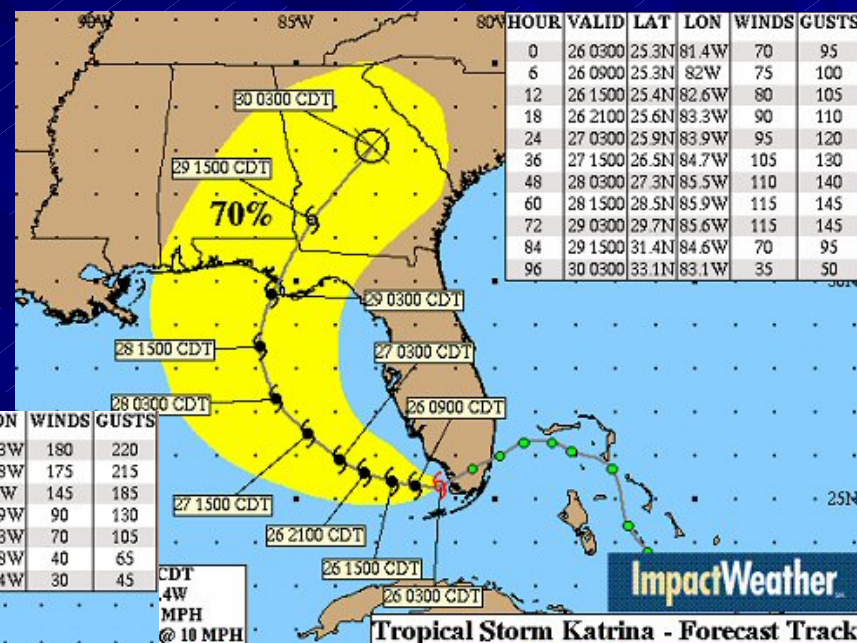 90W 85W 80W
HOUR VALID LAT LON WINDS GUSTS
0 26 0300 25.3N 81.4W 70 95
6 26 0900 25.3N 82W 75 100
12 26 1500 25.4N 82.6W 80 105
18 26 2100 25.6N 83.3W 90 110
24 27 0300 25.9N 83.9W 95 120
36 27 1500 26.5N 84.7W 105 130
48 28 0300 27.3N 85.5W 110 140
60 28 1500 28.5N 85.9W 115 145
72 29 0300 29.7N 85.6W 115 145
84 29 1500 31.4N 84.6W 70 95
96 30 0300 33.1N 83.1W 35 50
30 0300 CDT
29 1500 CDT
70%
29 0300 CDT
28 1500 CDT
27 0300 CDT
28 0300 CDT
26 0900 CDT
27 1500 CDT
25N
26 2100 CDT
26 1500 CDT
26 0300 CDT
WINDS GUSTS
180 220
175 215
145 185
90 130
70 105
40 65
30 45
CDT
.4W
MPH
@ 10 MPH
ImpactWeather
Tropical Storm Katrina - Forecast Track